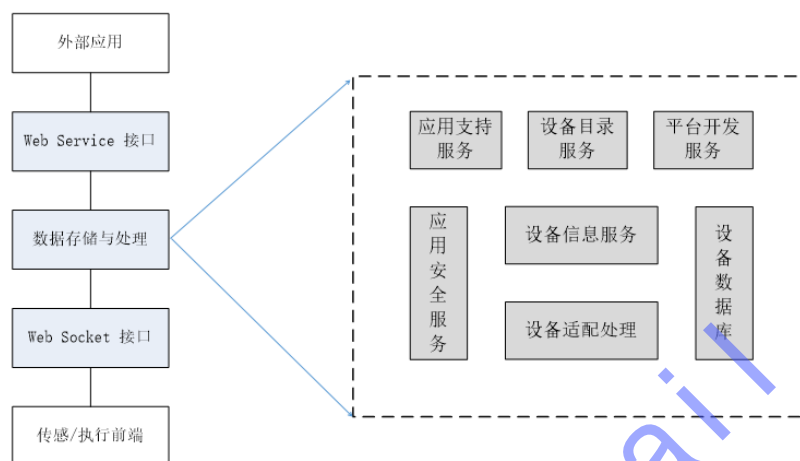 外部应用
Web Service 接口
数据存储与处理
Web Socket 接口
传感/执行前端
应用支持
服务
设备目录
服务
平台开发
服务
应用安全服务
设备信息服务
设备适配处理
设备数据库
ail